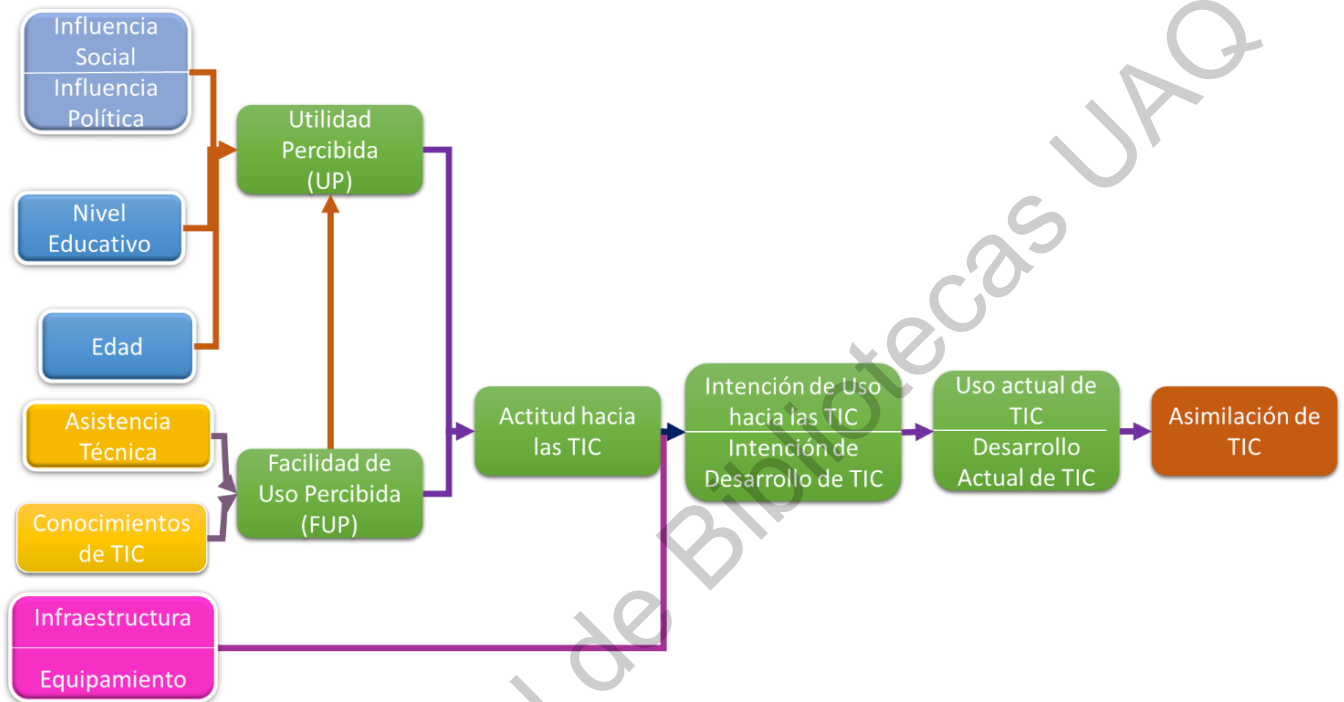 Influencia
Social
Influencia
Política
Utilidad
Percibida
(UP)
Nivel
Educativo
Edad
Asistencia
Técnica
Facilidad de
Uso Percibida
(FUP)
Conocimientos
de TIC
Infraestructura
Equipamiento
Actitud hacia
las TIC
Intención de Uso
hacia las TIC
Intención de
Desarrollo de TIC
Uso actual de
TIC
Desarrollo
Actual de TIC
Asimilación de
TIC
de Bibliotecas UAQ